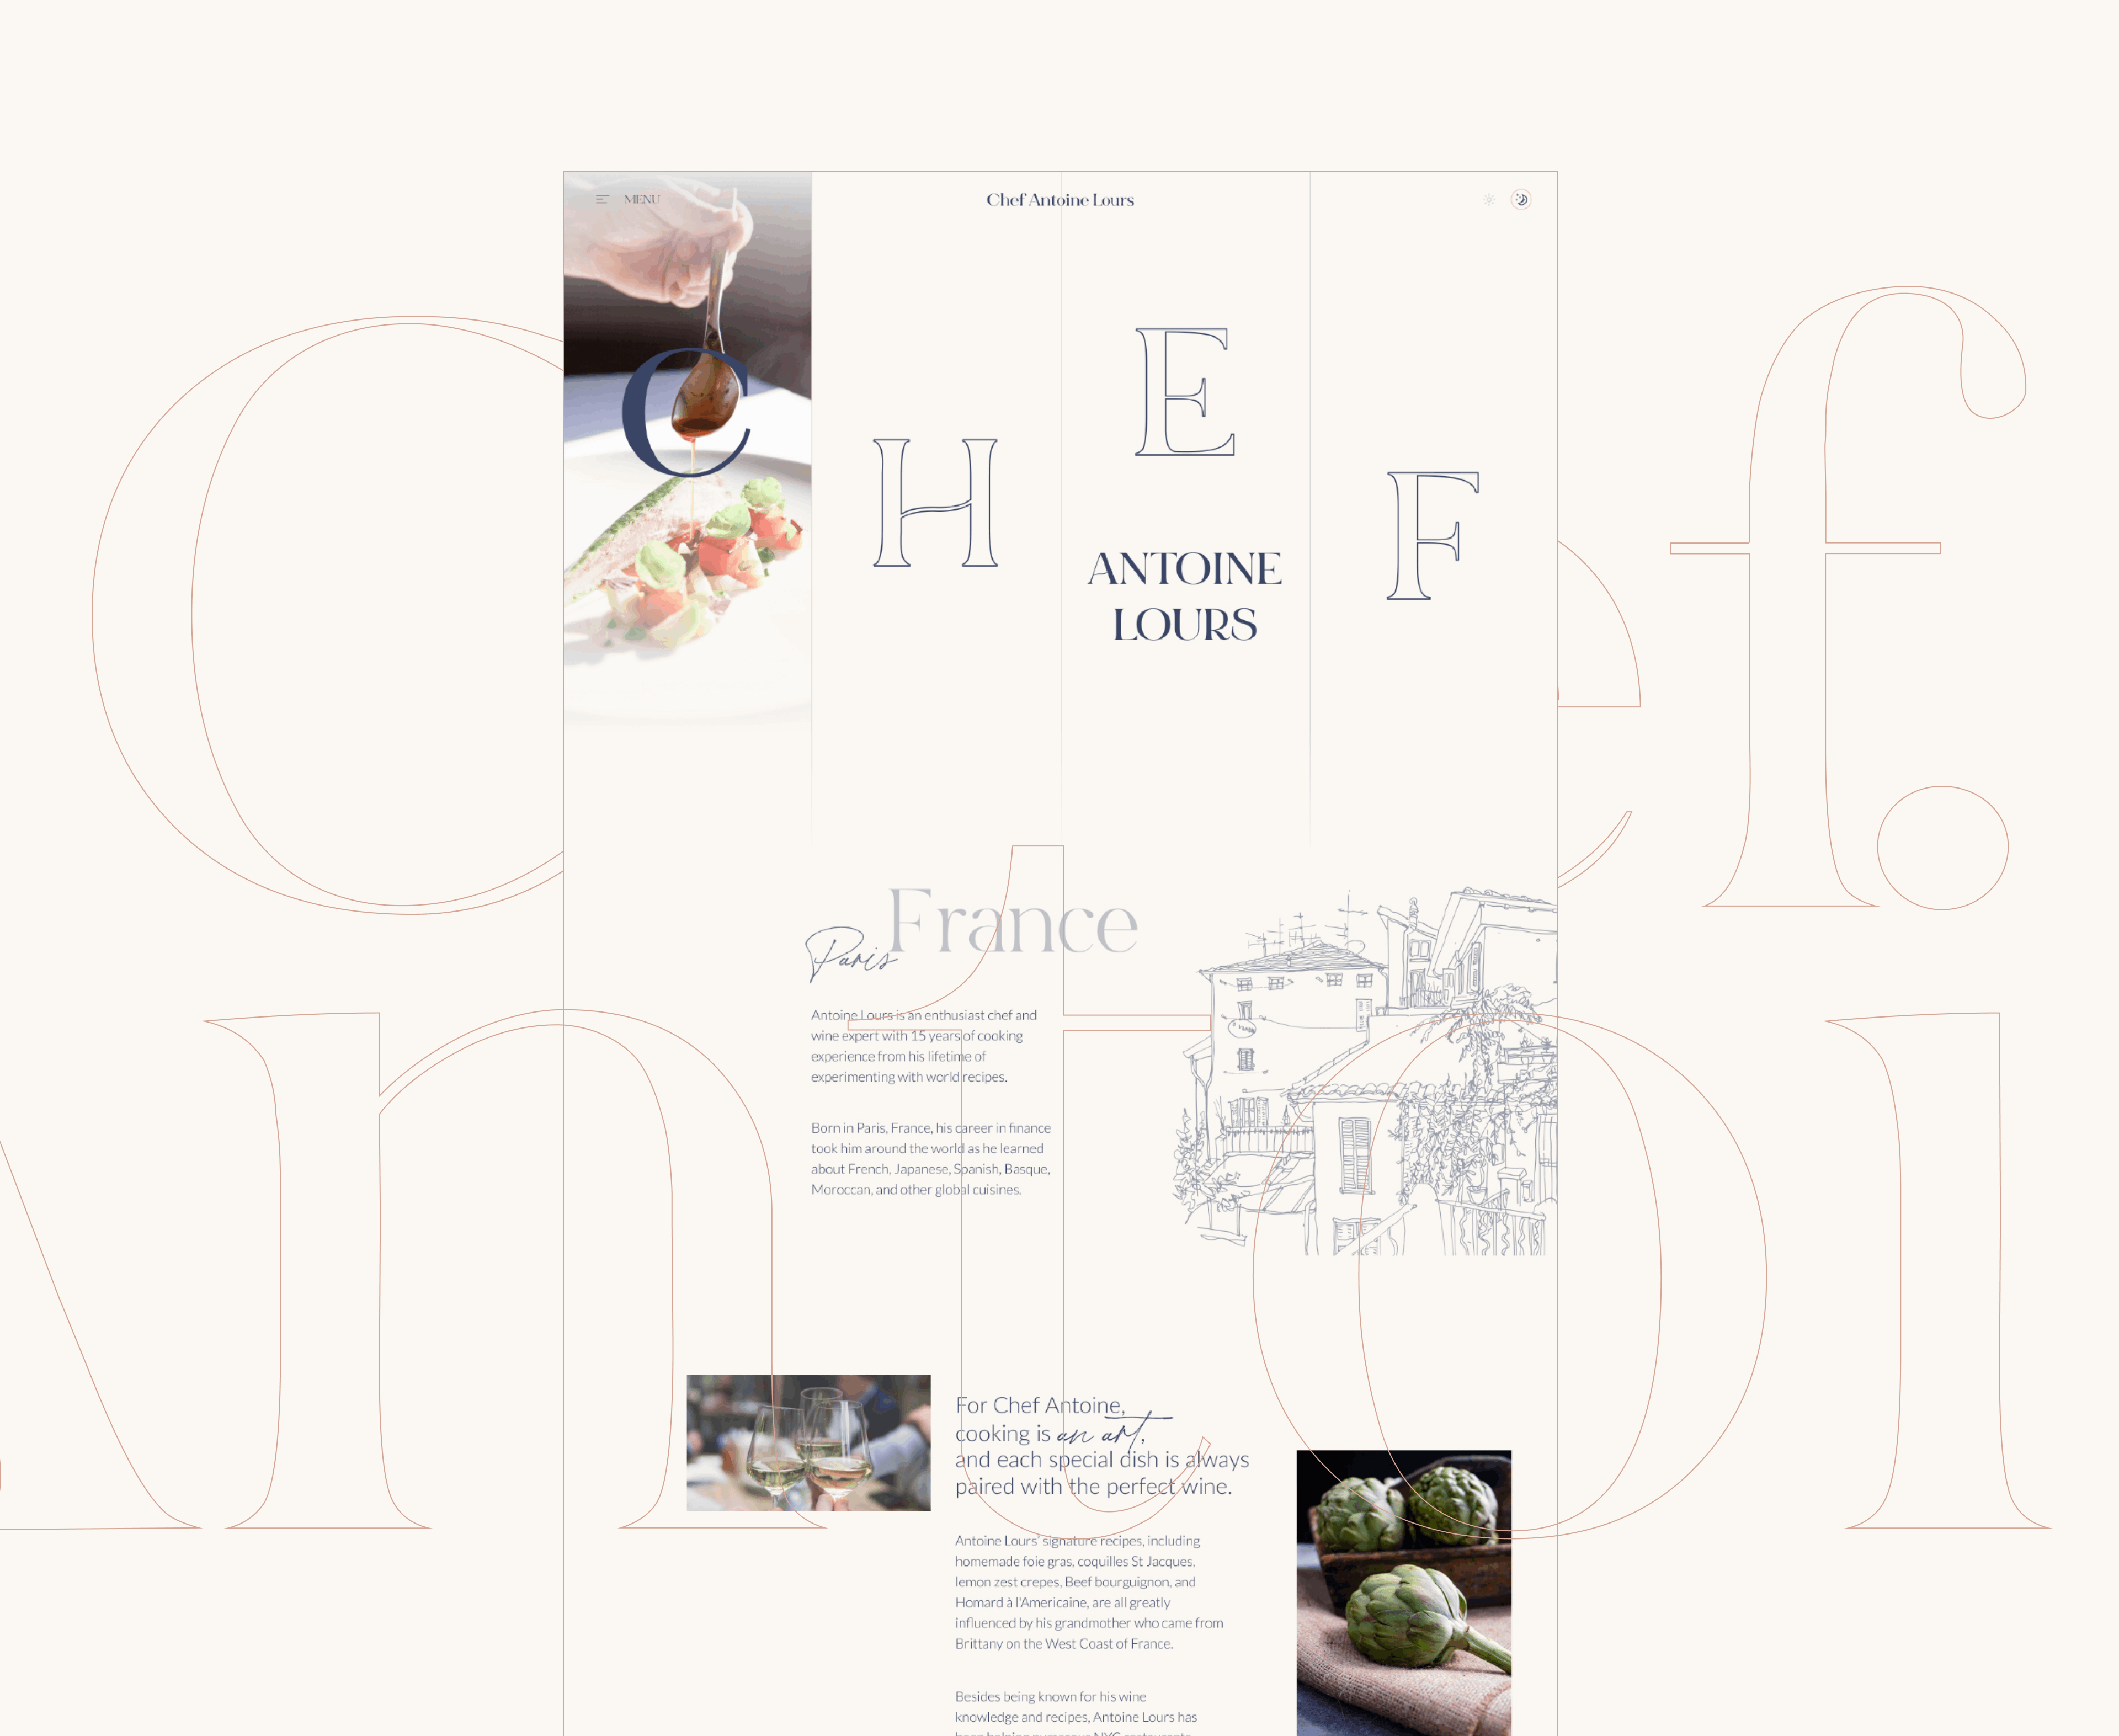 Chef.
Antoi
MENU
Chef Antoine Lours
C
H
E
F
ANTOINE
LOURS
France
Paris
Antoine Lours is an enthusiast chef and
wine expert with 15 years of cooking
experience from his lifetime of
experimenting with world recipes.
Born in Paris, France, his career in finance
took him around the world as he learned
about French, Japanese, Spanish, Basque,
Moroccan, and other global cuisines.
For Chef Antoine,
cooking is an art,
and each special dish is always
paired with the perfect wine.
Antoine Lours' signature recipes, including
homemade foie gras, coquilles St Jacques,
lemon zest crepes, Beef bourguignon, and
Homard à l'Americaine, are all greatly
influenced by his grandmother who came from
Brittany on the West Coast of France.
Besides being known for his wine
knowledge and recipes, Antoine Lours has